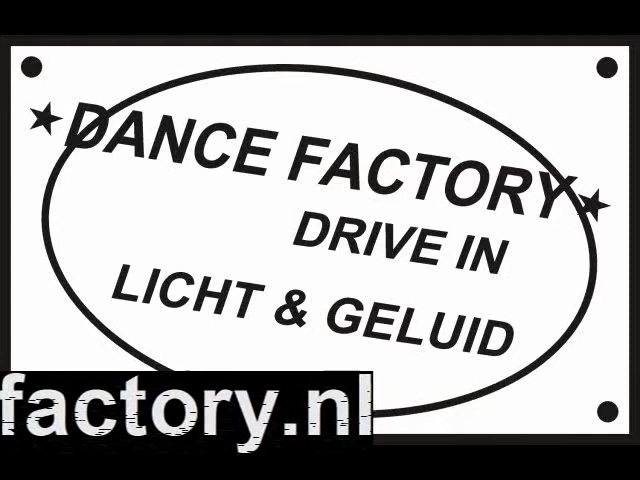 ★DANCE FACTORY★
DRIVE IN
LICHT & GELUID
factory.nl